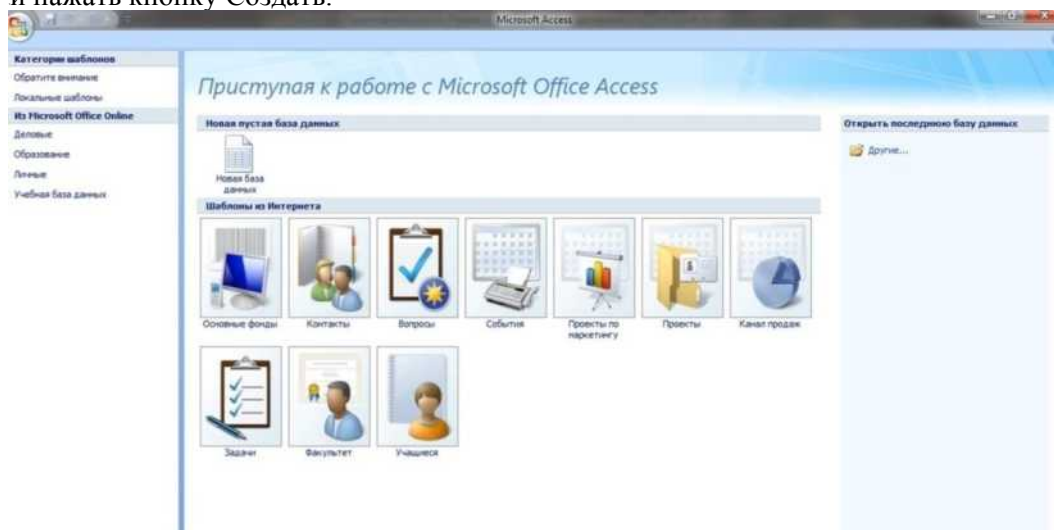 и нажать кнопку Создать.
Microsoft Access
Категории шаблонов
Обратите внимание
Локальные шаблоны
Из Microsoft Office Online
Деловые
Образование
Личные
Учебная база данных
Приступая к работе с Microsoft Office Access
Новая пустая база данных
Новая база
данных
Шаблоны из Интернета
Основные фонды
Контакты
Вопросы
События
Проекты по
маркетингу
Проекты
Канал продаж
Задачи
Факультет
Учащиеся
Открыть последнюю базу данных
Другие...